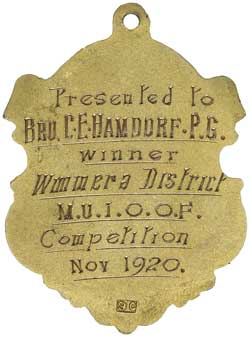 Presented to
BRO. C.E. DAMDORF. P.G.
Winner
Wimmera District
M.U.I.O.O.F.
Competition
Nov 1920.